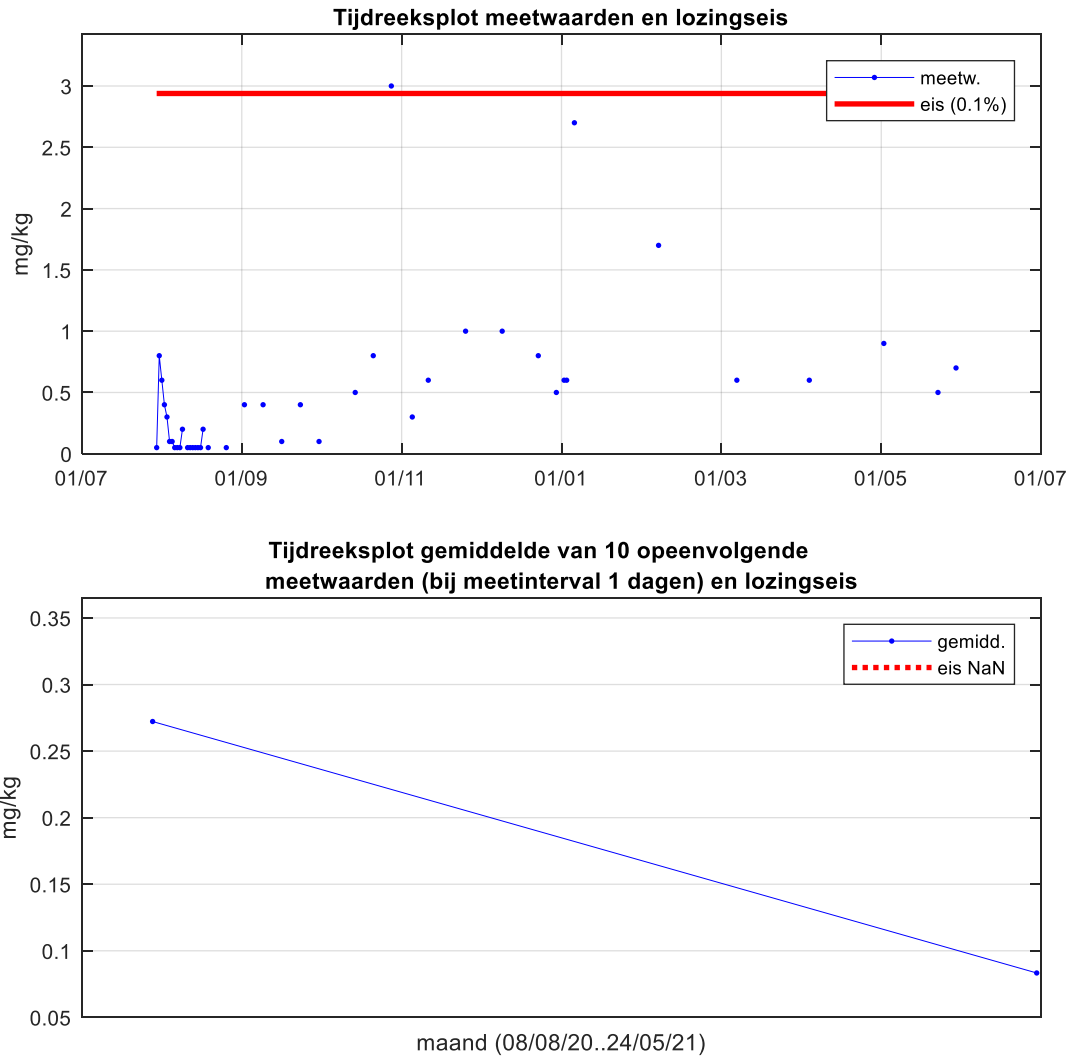 Tijdreeksplot meetwaarden en lozingseis
3
2.5
2
1.5
1
0.5
0
mg/kg
meetw.
eis (0.1%)
01/07
01/09
01/11
01/01
01/03
01/05
01/07
Tijdreeksplot gemiddelde van 10 opeenvolgende
meetwaarden (bij meetinterval 1 dagen) en lozingseis
0.35
0.3
0.25
0.2
0.15
0.1
0.05
mg/kg
gemidd.
eis NaN
maand (08/08/20..24/05/21)